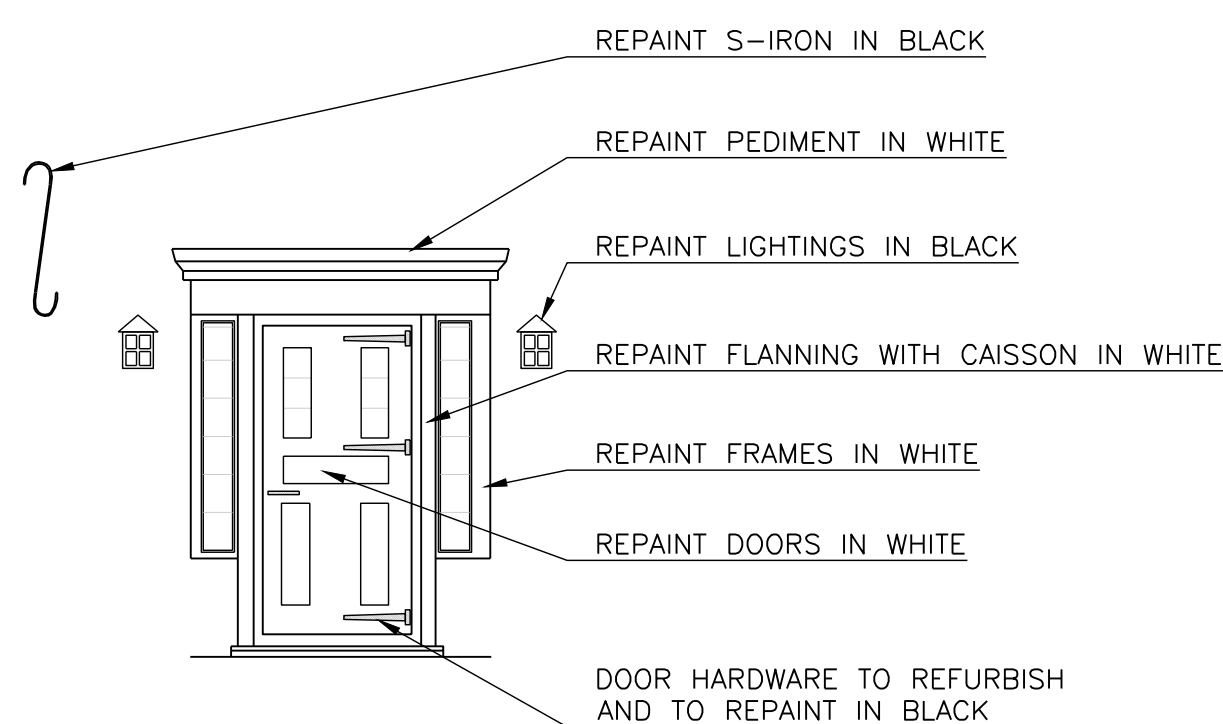 REPAINT S-IRON IN BLACK
REPAINT PEDIMENT IN WHITE
REPAINT LIGHTINGS IN BLACK
REPAINT FLANNING WITH CAISSON IN WHITE
REPAINT FRAMES IN WHITE
REPAINT DOORS IN WHITE
DOOR HARDWARE TO REFURBISH
AND TO REPAINT IN BLACK